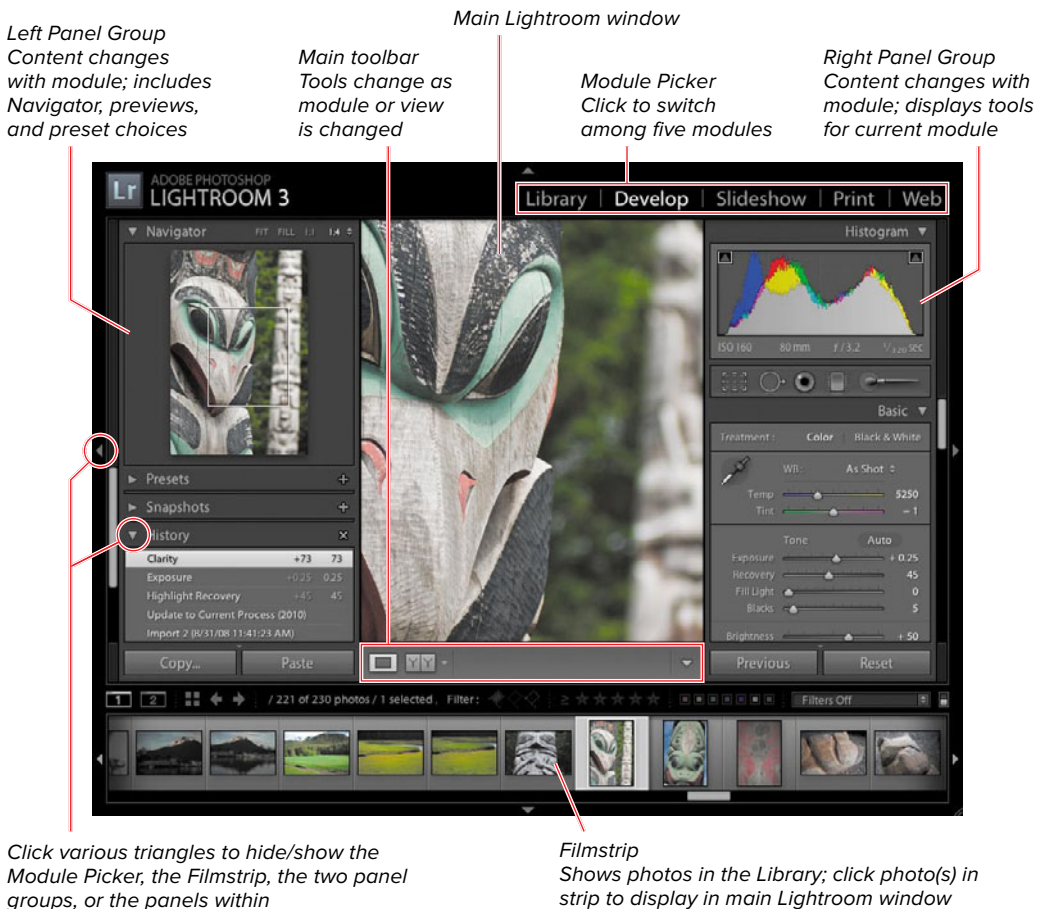 Main Lightroom window
Left Panel Group
Content changes
with module; includes
Navigator, previews,
and preset choices
Main toolbar
Tools change as
module or view
is changed
Module Picker
Click to switch
among five modules
Right Panel Group
Content changes with
module; displays tools
for current module
Lr
ADOBE PHOTOSHOP
LIGHTROOM 3
Library | Develop | Slideshow | Print | Web
Navigator FIT FILL 1:1 1:4
Presets
Snapshots
History
Clarity +73 73
Exposure +0.25 0.25
Highlight Recovery +45 45
Update to Current Process (2010)
Import 2 (8/31/08 11:41:23 AM)
Copy... Paste
Y Y
Histogram
ISO 160 80 mm f / 3.2 1/320 sec
Basic
Treatment : Color | Black & White
WB : As Shot
Temp 5250
Tint – 1
Tone Auto
Exposure + 0.25
Recovery 45
Fill Light 0
Blacks 5
Brightness + 50
Previous Reset
1 2 / 221 of 230 photos / 1 selected , Filter : ≥ Filters Off
Click various triangles to hide/show the
Module Picker, the Filmstrip, the two panel
groups, or the panels within
Filmstrip
Shows photos in the Library; click photo(s) in
strip to display in main Lightroom window